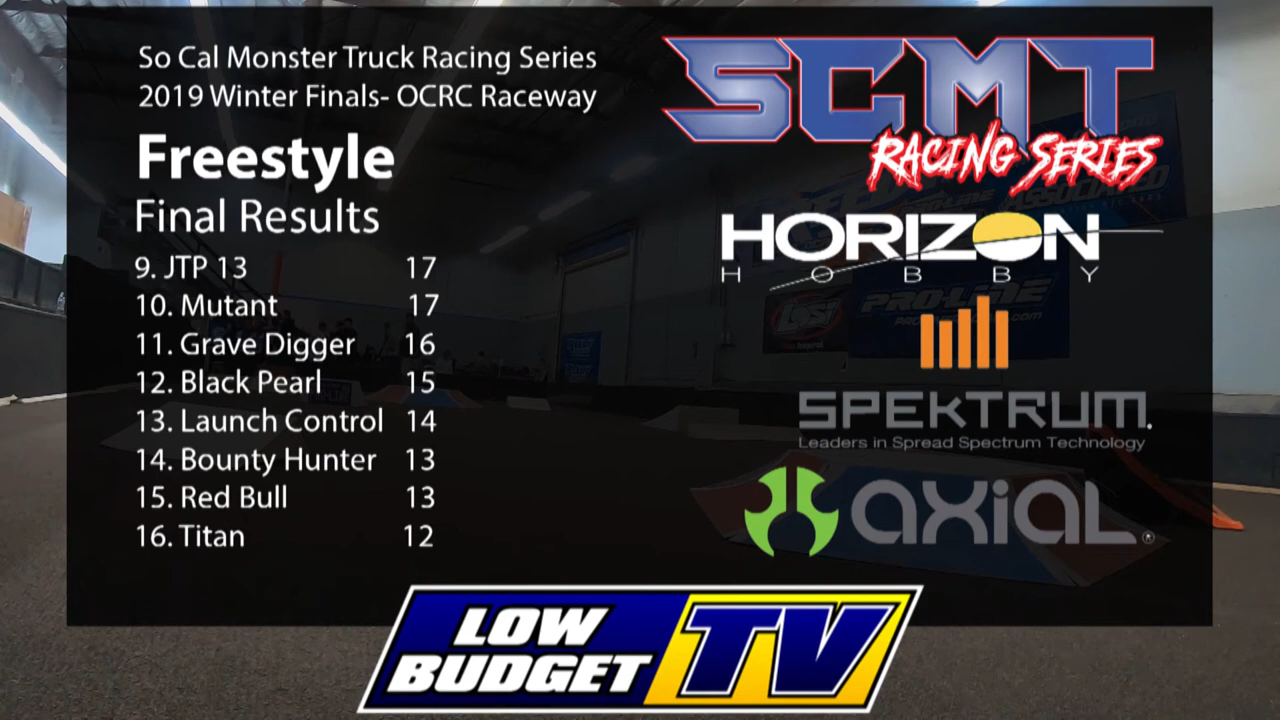 So Cal Monster Truck Racing Series
2019 Winter Finals- OCRC Raceway
Freestyle
Final Results
9. JTP 13 17
10. Mutant 17
11. Grave Digger 16
12. Black Pearl 15
13. Launch Control 14
14. Bounty Hunter 13
15. Red Bull 13
16. Titan 12
SCMT
RACING SERIES
HORIZON
HOBBY
LOSI
PRO-LINE
SPEKTRUM.
Leaders in Spread Spectrum Technology
AXIAL®
LOW
BUDGET
TV